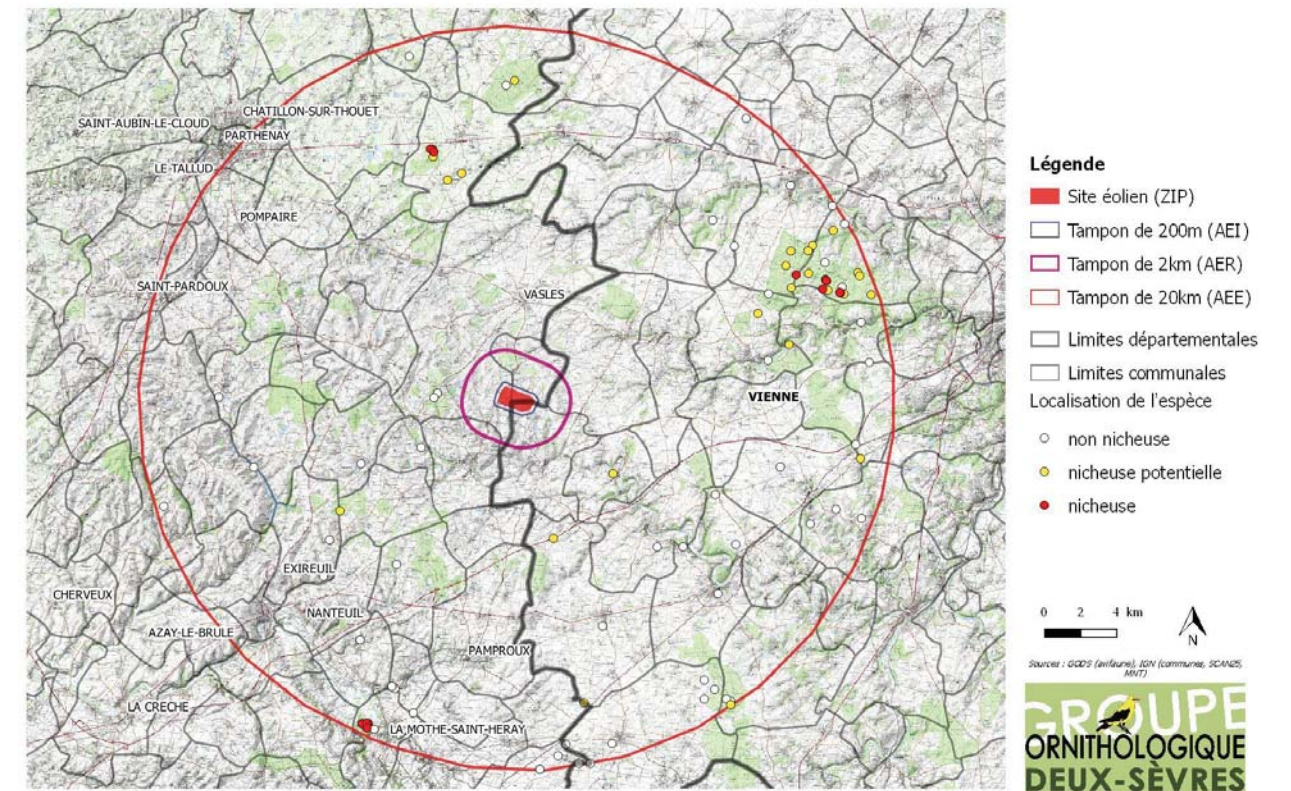 CHATILLON-SUR-THOUET
SAINT-AUBIN-LE-CLOUD
PARTHENAY
LE TALLUD
POMPAIRE
SAINT-PARDOUX
VASLES
VIENNE
EXIREUIL
CHERVEUX
NANTEUIL
AZAY-LE-BRULE
PAMPROUX
LA CRECHE
LA MOTHE-SAINT-HERAY
Légende
Site éolien (ZIP)
Tampon de 200m (AEI)
Tampon de 2km (AER)
Tampon de 20km (AEE)
Limites départementales
Limites communales
Localisation de l'espèce
non nicheuse
nicheuse potentielle
nicheuse
0 2 4 km
N
Sources : GODS (avifaune), IGN (communes, SCAN25,
MNT)
GROUPE
ORNITHOLOGIQUE
DEUX-SÈVRES